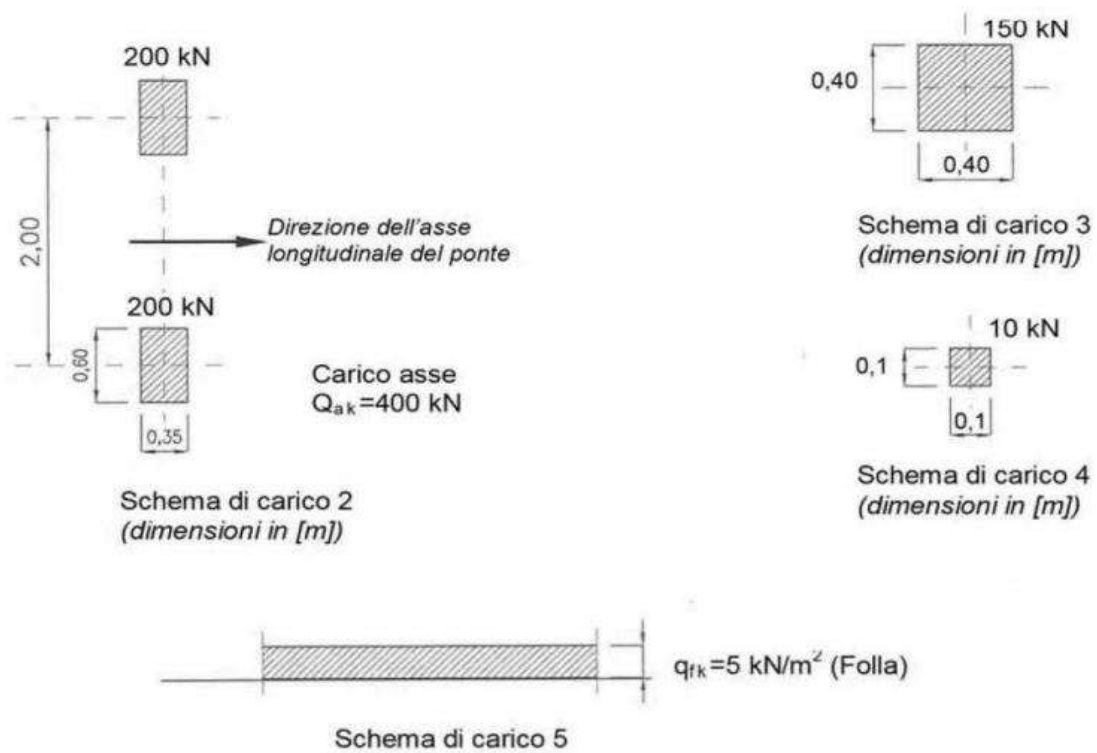 200 kN
2,00
Direzione dell'asse
longitudinale del ponte
200 kN
0,60
0,35
Carico asse
Qak=400 kN
Schema di carico 2
(dimensioni in [m])
150 kN
0,40
0,40
Schema di carico 3
(dimensioni in [m])
10 kN
0,1
0,1
Schema di carico 4
(dimensioni in [m])
qfk=5 kN/m² (Folla)
Schema di carico 5